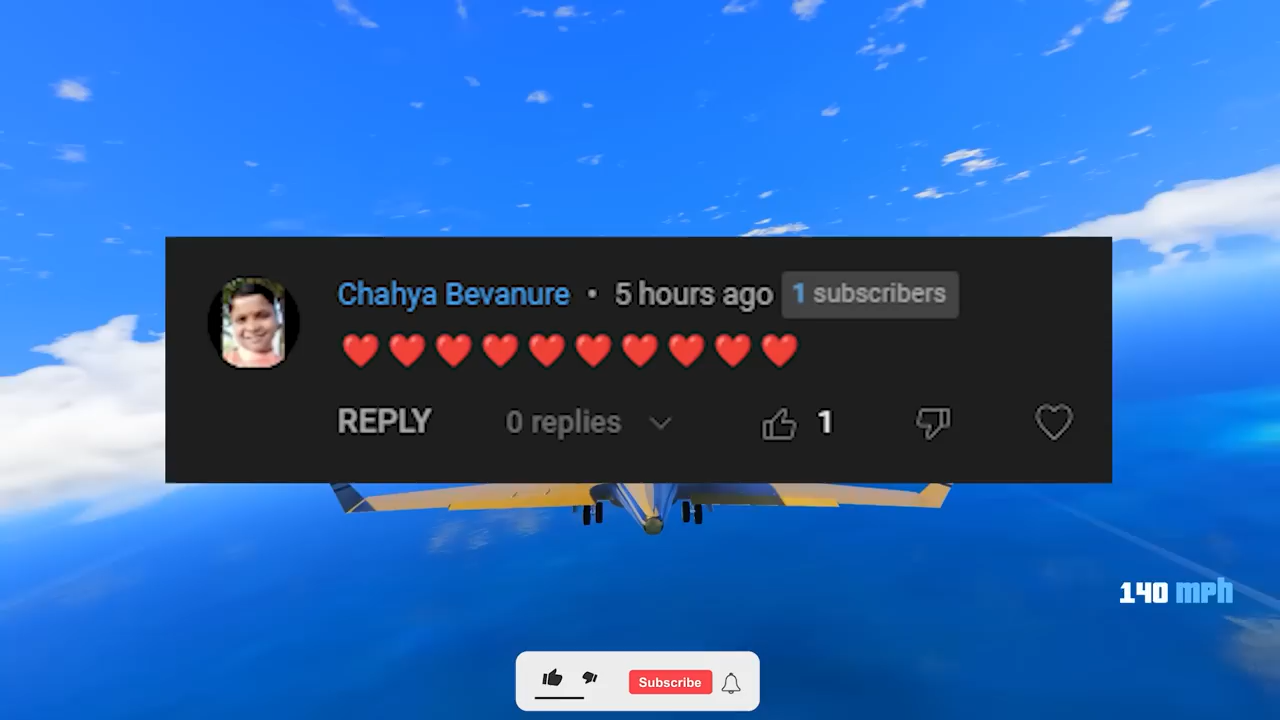 Chahya Bevanure • 5 hours ago 1 subscribers
❤️❤️❤️❤️❤️❤️❤️❤️❤️❤️
REPLY 0 replies 1
140 mph
Subscribe